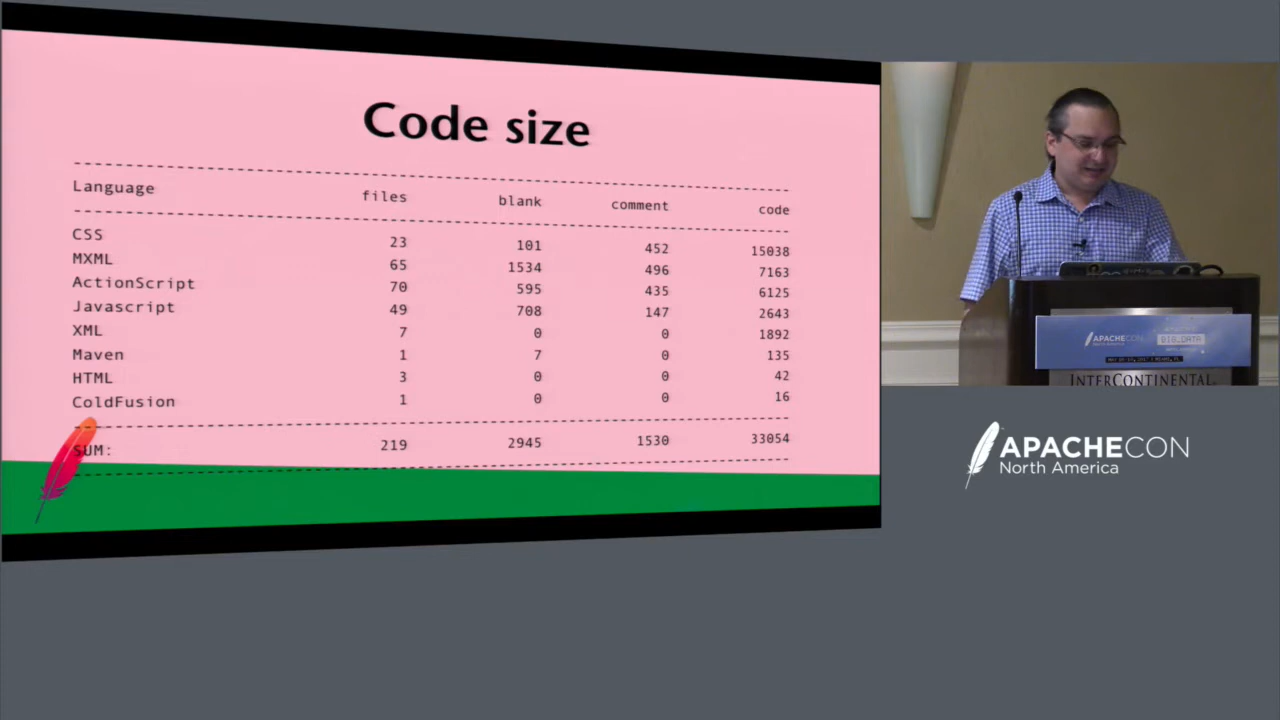 Code size
--------------------------------------------------------------------------------
Language files blank comment code
--------------------------------------------------------------------------------
CSS 23 101 452 15038
MXML 65 1534 496 7163
ActionScript 70 595 435 6125
Javascript 49 708 147 2643
XML 7 0 0 1892
Maven 1 7 0 135
HTML 3 0 0 42
ColdFusion 1 0 0 16
--------------------------------------------------------------------------------
SUM: 219 2945 1530 33054
--------------------------------------------------------------------------------
APACHECON
BIG_DATA
INTERCONTINENTAL
APACHECON
North America